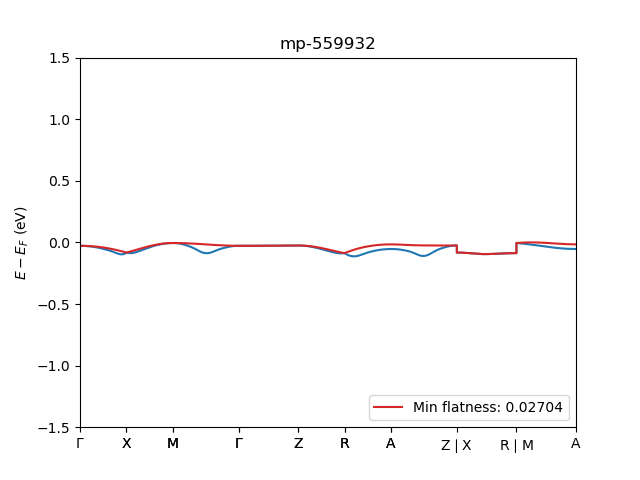 mp-559932
1.5
1.0
0.5
0.0
−0.5
−1.0
−1.5
E − E_F (eV)
Min flatness: 0.02704
Γ X M Γ Z R A Z | X R | M A